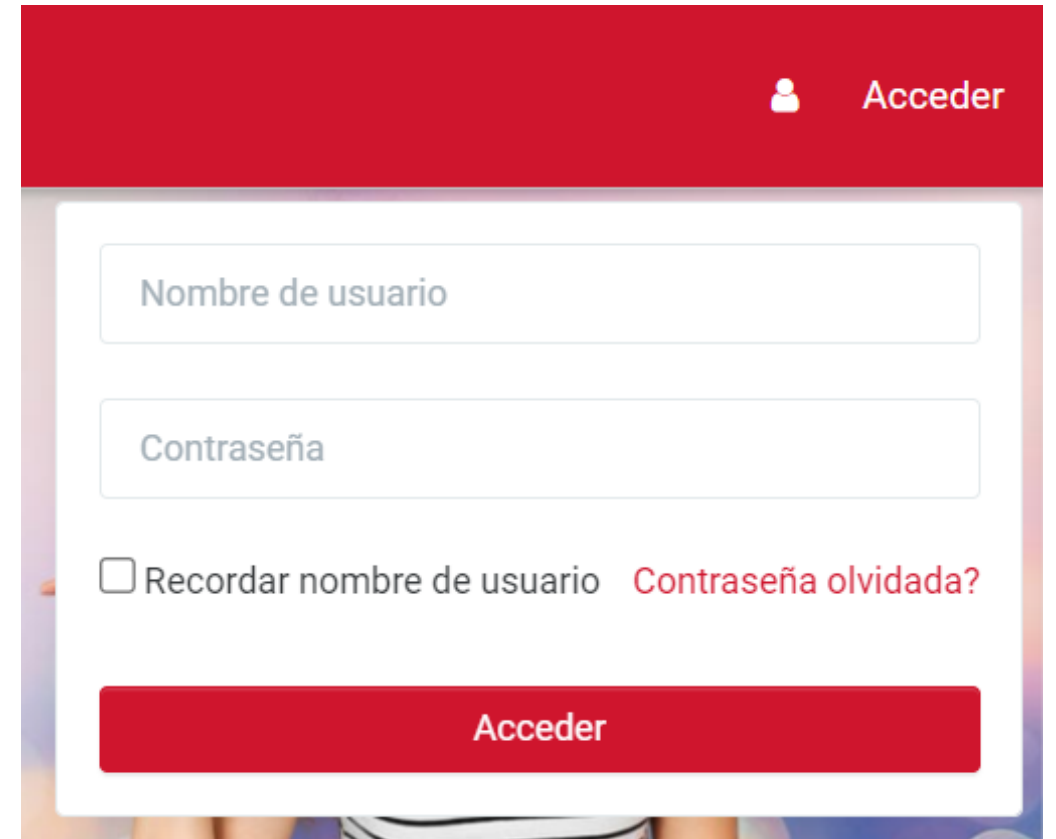 Acceder
Nombre de usuario
Contraseña
Recordar nombre de usuario Contraseña olvidada?
Acceder